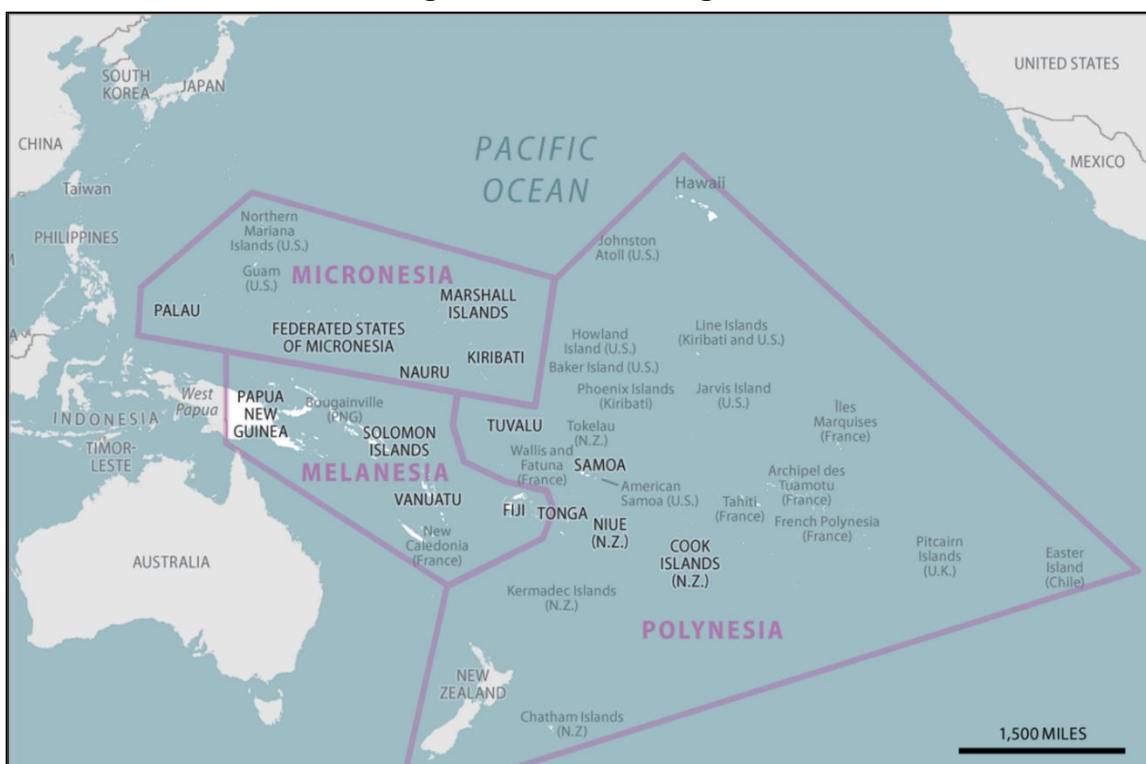 UNITED STATES
SOUTH
KOREA
JAPAN
CHINA
MEXICO
PACIFIC
OCEAN
Taiwan
Hawaii
Northern
Mariana
Islands (U.S.)
PHILIPPINES
Johnston
Atoll (U.S.)
Guam
(U.S.)
MICRONESIA
MARSHALL
ISLANDS
PALAU
FEDERATED STATES
OF MICRONESIA
Line Islands
(Kiribati and U.S.)
Howland
Island (U.S.)
KIRIBATI
Baker Island (U.S.)
NAURU
West
Papua
PAPUA
NEW
GUINEA
Bougainville
(PNG)
Phoenix Islands
(Kiribati)
Jarvis Island
(U.S.)
Îles
Marquises
(France)
INDONESIA
TIMOR-
LESTE
SOLOMON
ISLANDS
TUVALU
Tokelau
(N.Z.)
Wallis and
Fatuna
(France)
SAMOA
MELANESIA
American
Samoa (U.S.)
Archipel des
Tuamotu
(France)
VANUATU
FIJI
TONGA
NIUE
(N.Z.)
Tahiti
(France)
French Polynesia
(France)
New
Caledonia
(France)
COOK
ISLANDS
(N.Z.)
Pitcairn
Islands
(U.K.)
Easter
Island
(Chile)
AUSTRALIA
Kermadec Islands
(N.Z.)
POLYNESIA
NEW
ZEALAND
Chatham Islands
(N.Z)
1,500 MILES